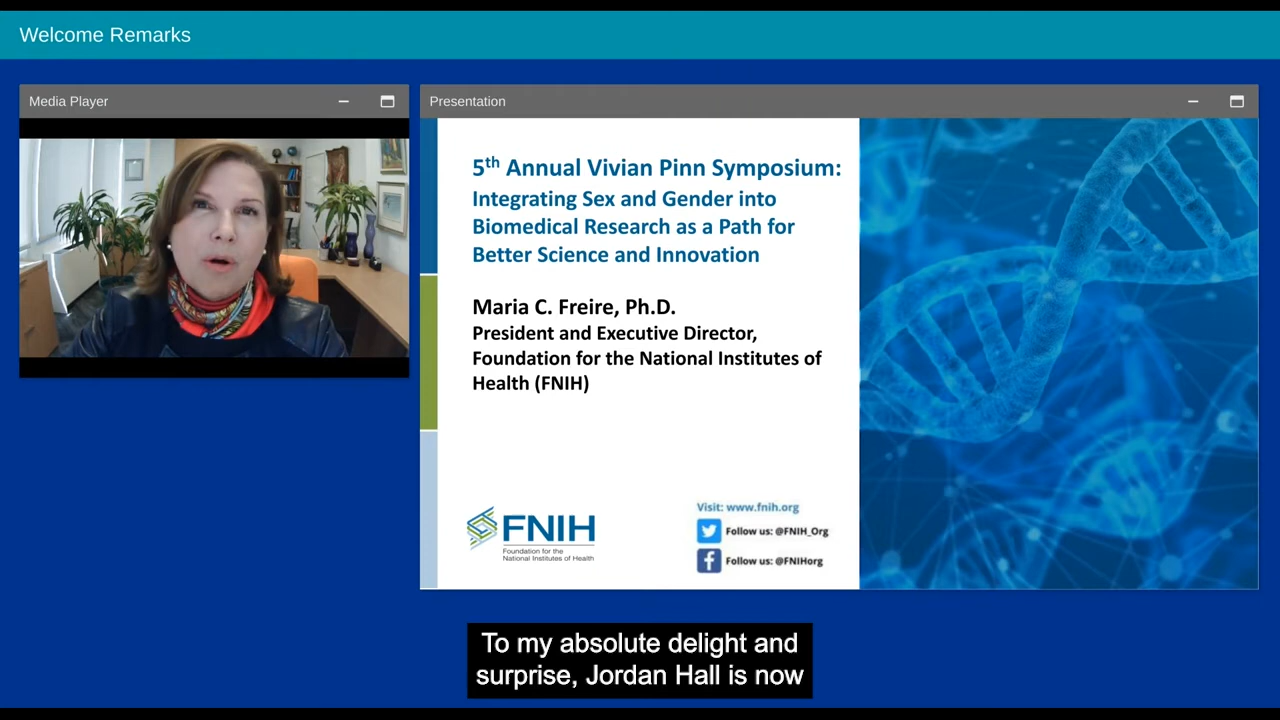 Welcome Remarks
Media Player
Presentation
5th Annual Vivian Pinn Symposium:
Integrating Sex and Gender into
Biomedical Research as a Path for
Better Science and Innovation
Maria C. Freire, Ph.D.
President and Executive Director,
Foundation for the National Institutes of
Health (FNIH)
FNIH
Foundation for the
National Institutes of Health
Visit: www.fnih.org
Follow us: @FNIH_Org
Follow us: @FNIHorg
To my absolute delight and
surprise, Jordan Hall is now